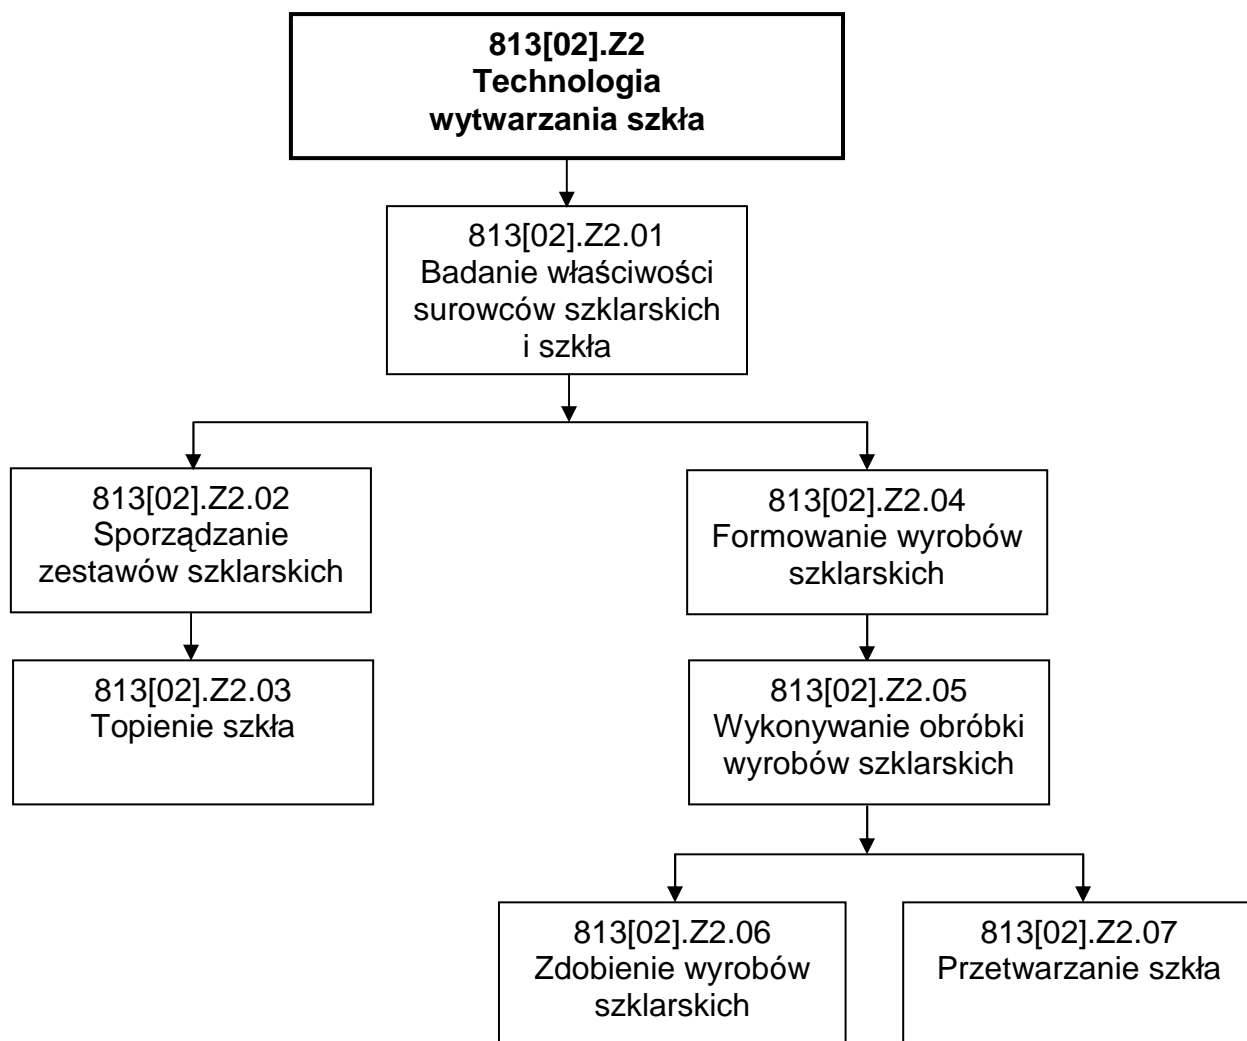 813[02].Z2
Technologia
wytwarzania szkła
813[02].Z2.01
Badanie właściwości
surowców szklarskich
i szkła
813[02].Z2.02
Sporządzanie
zestawów szklarskich
813[02].Z2.04
Formowanie wyrobów
szklarskich
813[02].Z2.03
Topienie szkła
813[02].Z2.05
Wykonywanie obróbki
wyrobów szklarskich
813[02].Z2.06
Zdobienie wyrobów
szklarskich
813[02].Z2.07
Przetwarzanie szkła